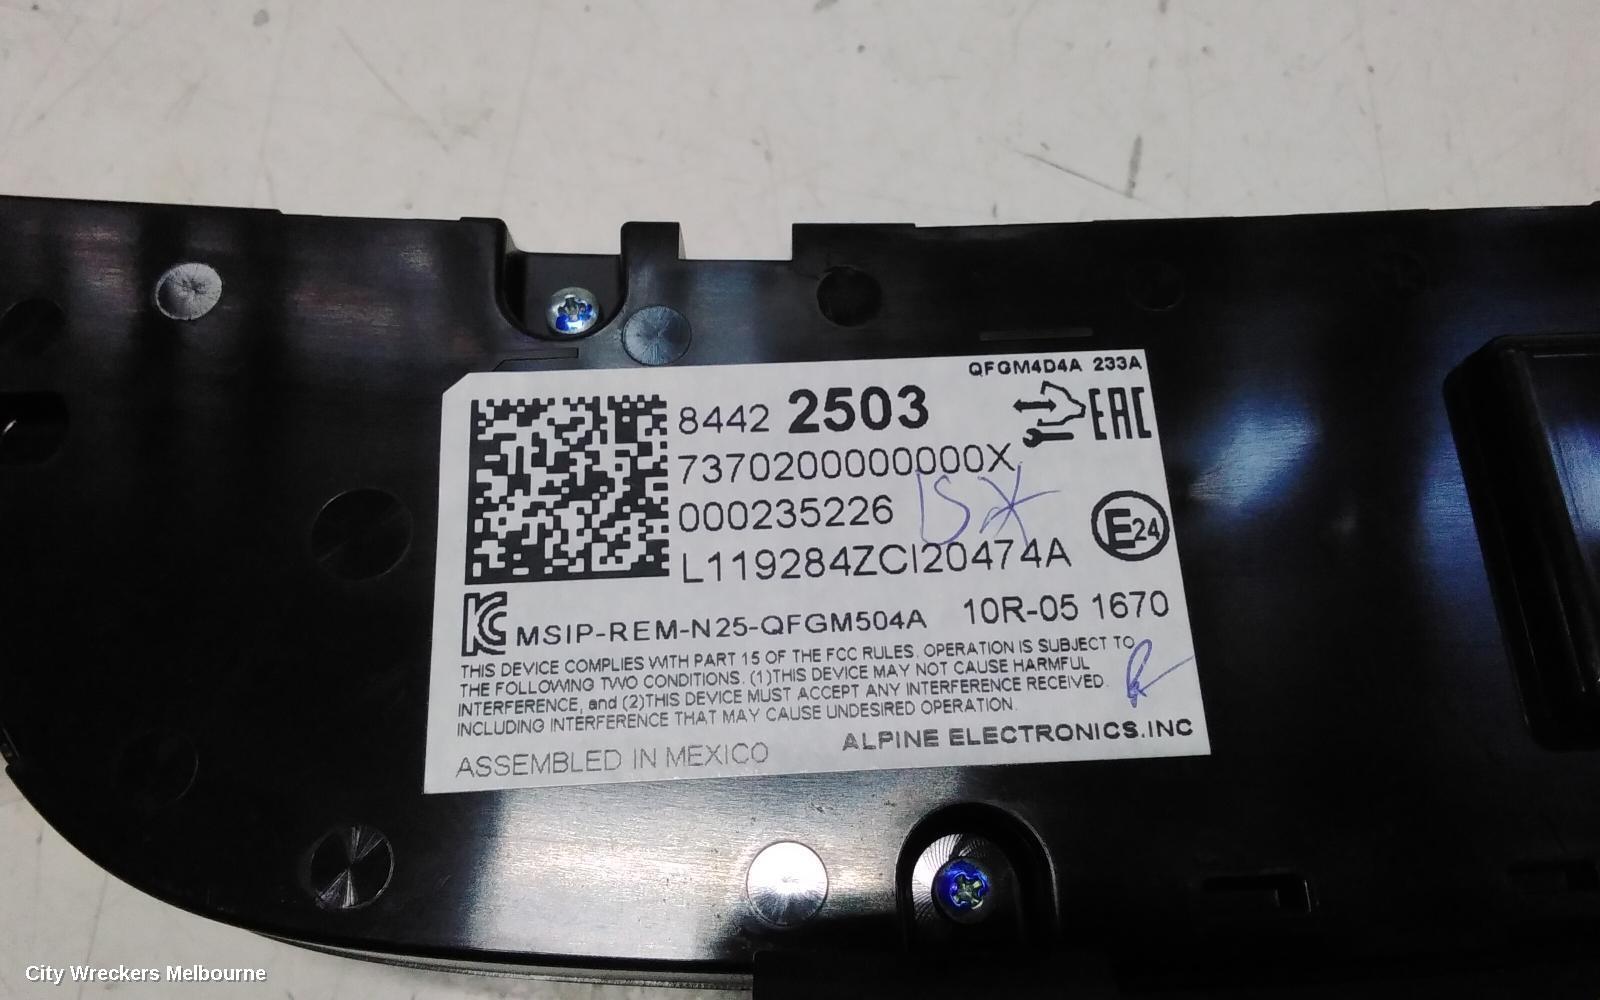 QFGM4D4A 233A
8442 2503
EAC
7370200000000X
000235226
E24
L119284ZCI20474A
KC MSIP-REM-N25-QFGM504A 10R-05 1670
THIS DEVICE COMPLIES WITH PART 15 OF THE FCC RULES. OPERATION IS SUBJECT TO
THE FOLLOWING TWO CONDITIONS. (1)THIS DEVICE MAY NOT CAUSE HARMFUL
INTERFERENCE, and (2)THIS DEVICE MUST ACCEPT ANY INTERFERENCE RECEIVED.
INCLUDING INTERFERENCE THAT MAY CAUSE UNDESIRED OPERATION.
ASSEMBLED IN MEXICO ALPINE ELECTRONICS.INC
City Wreckers Melbourne